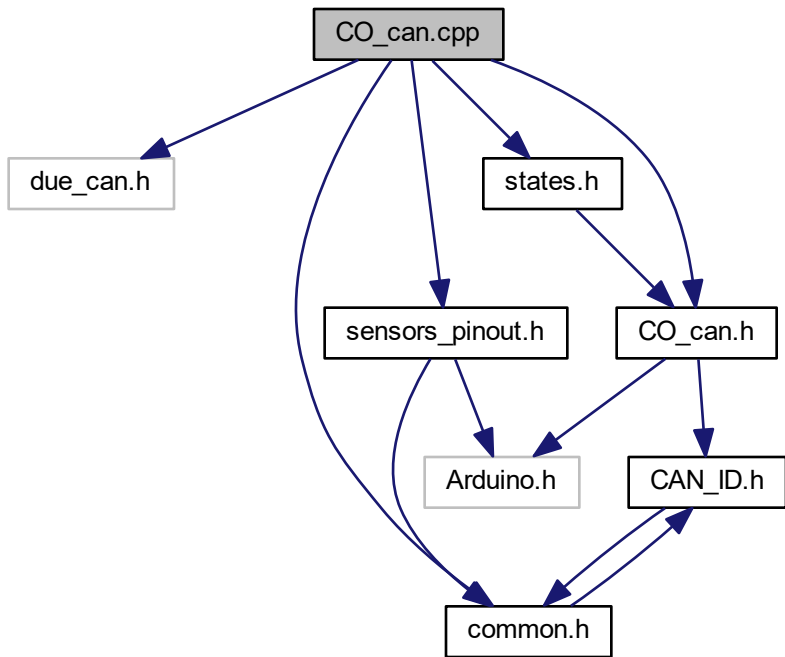 CO_can.cpp
due_can.h
states.h
sensors_pinout.h
CO_can.h
Arduino.h
CAN_ID.h
common.h